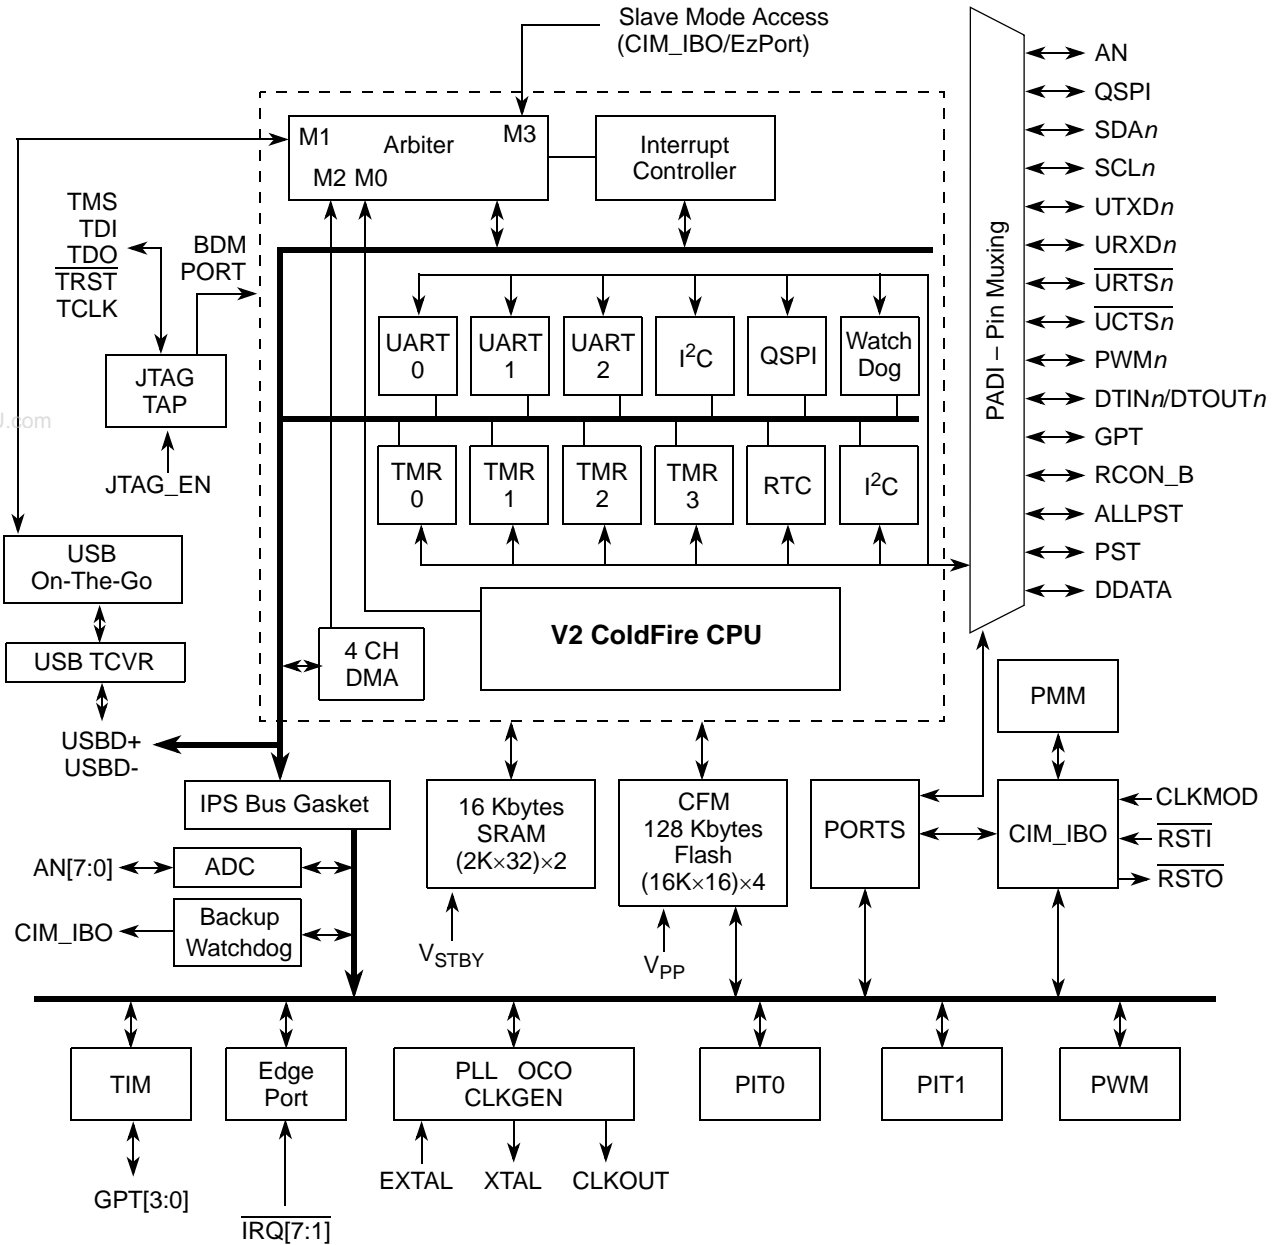 Slave Mode Access
(CIM_IBO/EzPort)
M1
Arbiter
M3
M2 M0
Interrupt
Controller
TMS
TDI
TDO
TRST
TCLK
BDM
PORT
JTAG
TAP
JTAG_EN
U.com
UART
0
UART
1
UART
2
I²C
QSPI
Watch
Dog
TMR
0
TMR
1
TMR
2
TMR
3
RTC
I²C
V2 ColdFire CPU
4 CH
DMA
PADI – Pin Muxing
AN
QSPI
SDAn
SCLn
UTXDn
URXDn
URTSn
UCTSn
PWMn
DTINn/DTOUTn
GPT
RCON_B
ALLPST
PST
DDATA
USB
On-The-Go
USB TCVR
USBD+
USBD-
IPS Bus Gasket
AN[7:0]
ADC
CIM_IBO
Backup
Watchdog
16 Kbytes
SRAM
(2K×32)×2
VSTBY
CFM
128 Kbytes
Flash
(16K×16)×4
VPP
PORTS
PMM
CIM_IBO
CLKMOD
RSTI
RSTO
TIM
GPT[3:0]
Edge
Port
IRQ[7:1]
PLL OCO
CLKGEN
EXTAL
XTAL
CLKOUT
PIT0
PIT1
PWM